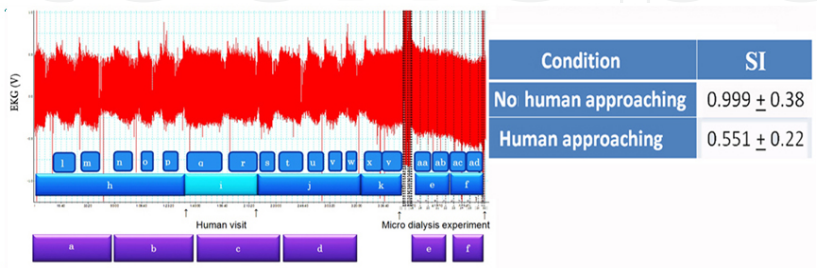 EKG (V)
l m n o p q r s t u v w x v aa ab ac ad
h i j k e f
Human visit
Micro dialysis experiment
a b c d e f
Condition SI
No human approaching 0.999 ± 0.38
Human approaching 0.551 ± 0.22